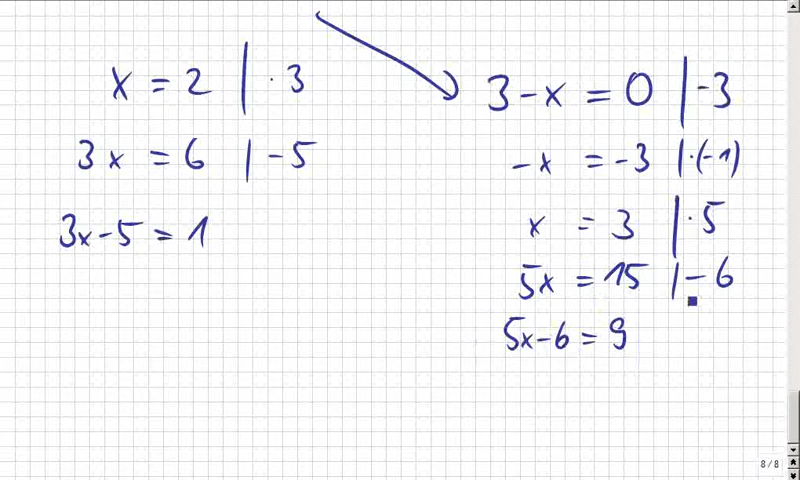 x = 2 | · 3
3x = 6 | - 5
3x - 5 = 1
3 - x = 0 | - 3
-x = -3 | · (-1)
x = 3 | · 5
5x = 15 | - 6
5x - 6 = 9
8 / 8